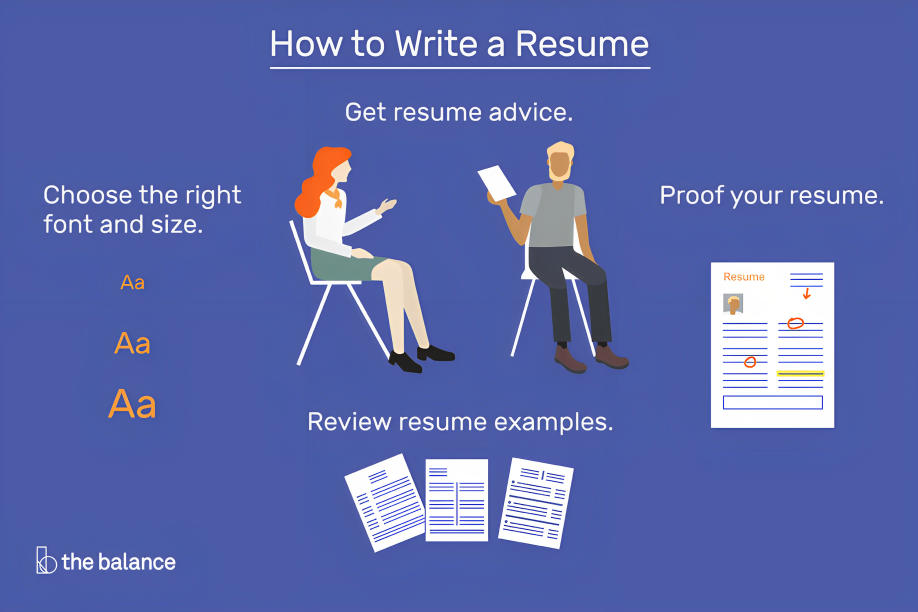 How to Write a Resume
Get resume advice.
Choose the right
font and size.
Aa
Aa
Aa
Proof your resume.
Resume
Review resume examples.
the balance